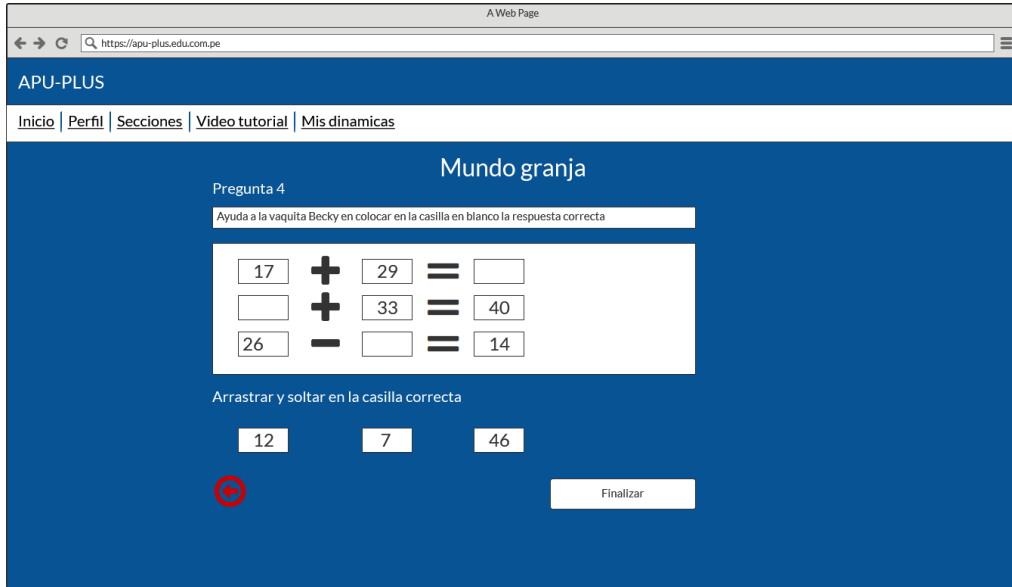 A Web Page
https://apu-plus.edu.com.pe
APU-PLUS
Inicio | Perfil | Secciones | Video tutorial | Mis dinamicas
Mundo granja
Pregunta 4
Ayuda a la vaquita Becky en colocar en la casilla en blanco la respuesta correcta
17 + 29 =
+ 33 = 40
26 - = 14
Arrastrar y soltar en la casilla correcta
12 7 46
Finalizar